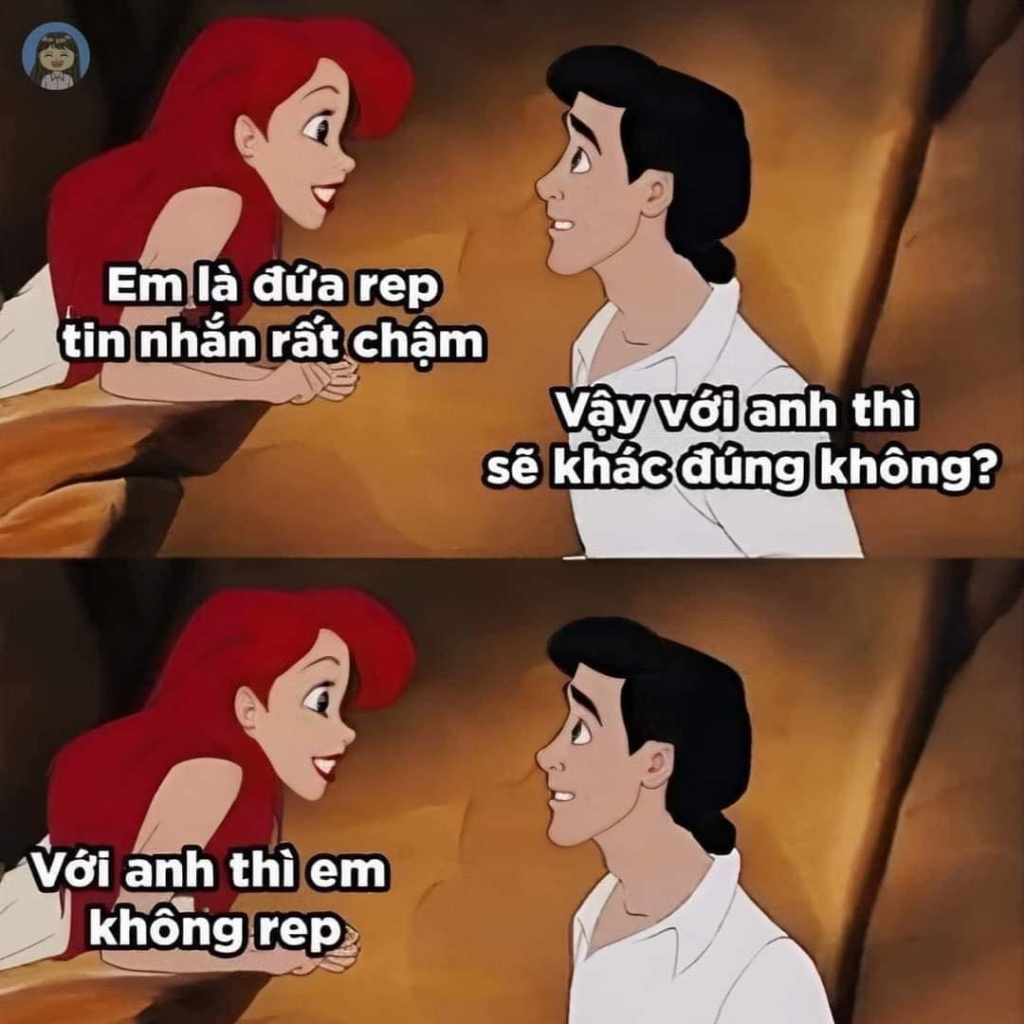 Em là đứa rep
tin nhắn rất chậm
Vậy với anh thì
sẽ khác đúng không?
Với anh thì em
không rep